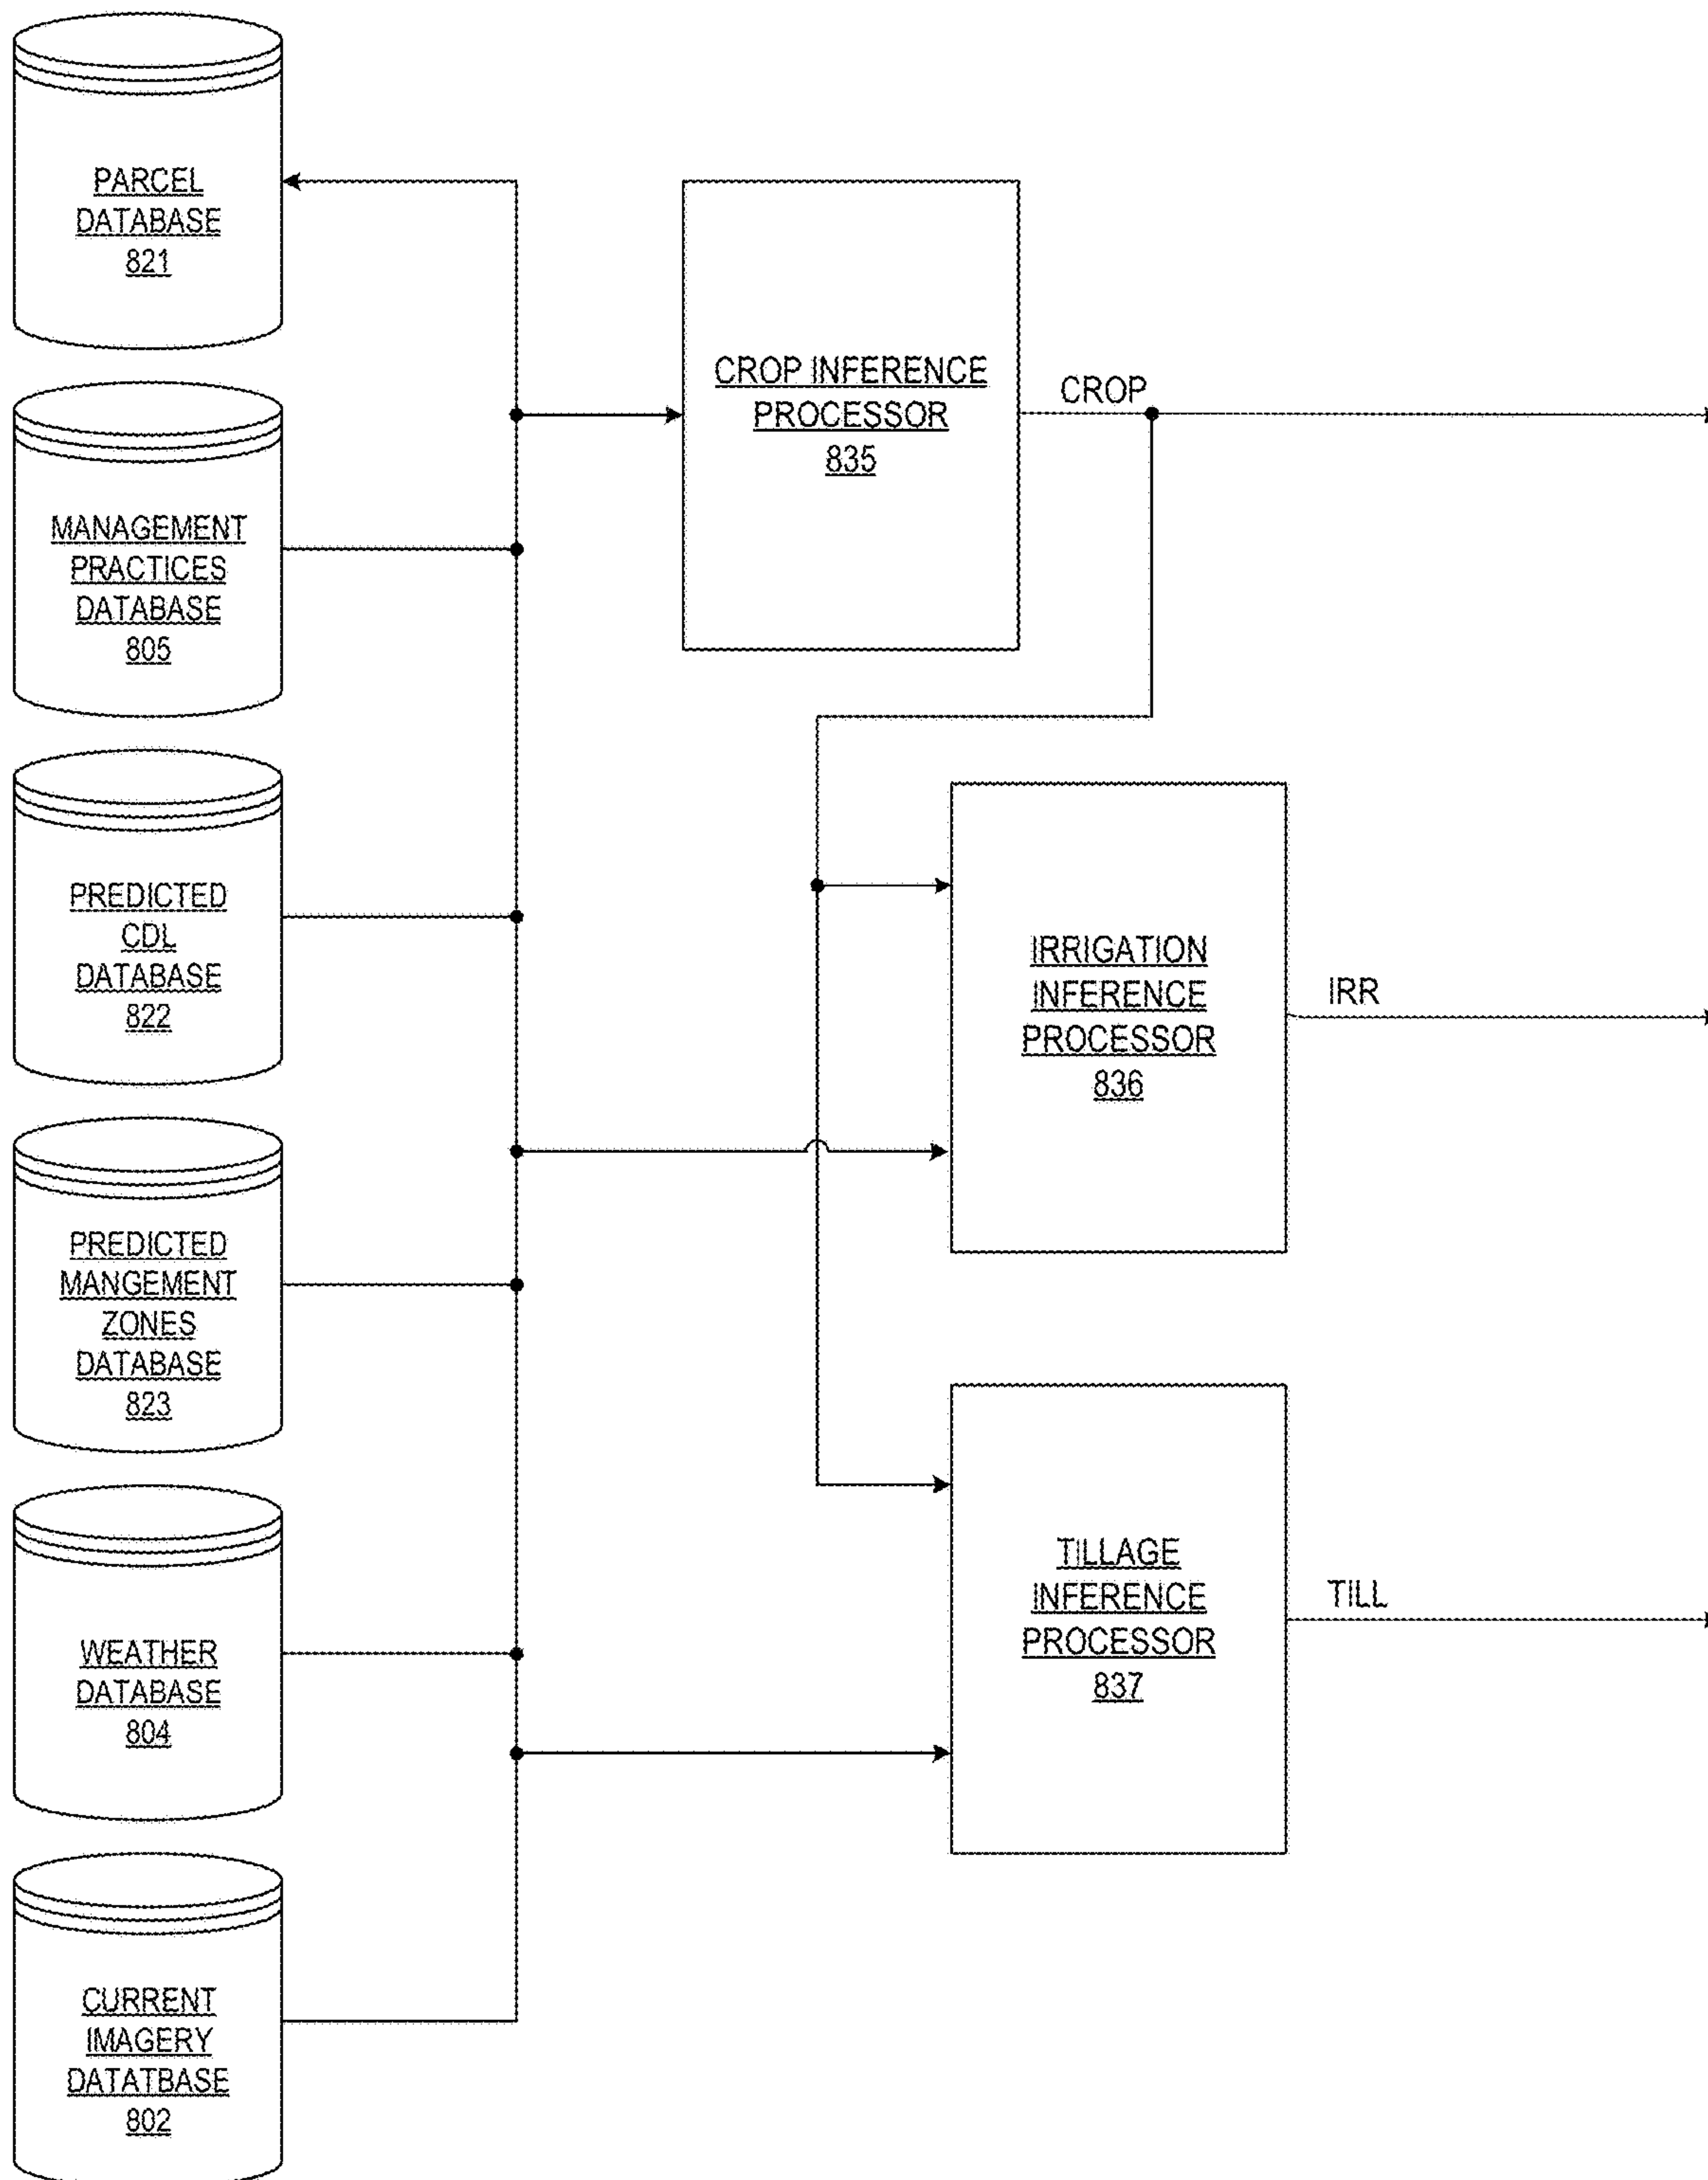 PARCEL
DATABASE
821
MANAGEMENT
PRACTICES
DATABASE
805
PREDICTED
CDL
DATABASE
822
PREDICTED
MANGEMENT
ZONES
DATABASE
823
WEATHER
DATABASE
804
CURRENT
IMAGERY
DATATBASE
802
CROP INFERENCE
PROCESSOR
835
CROP
IRRIGATION
INFERENCE
PROCESSOR
836
IRR
TILLAGE
INFERENCE
PROCESSOR
837
TILL